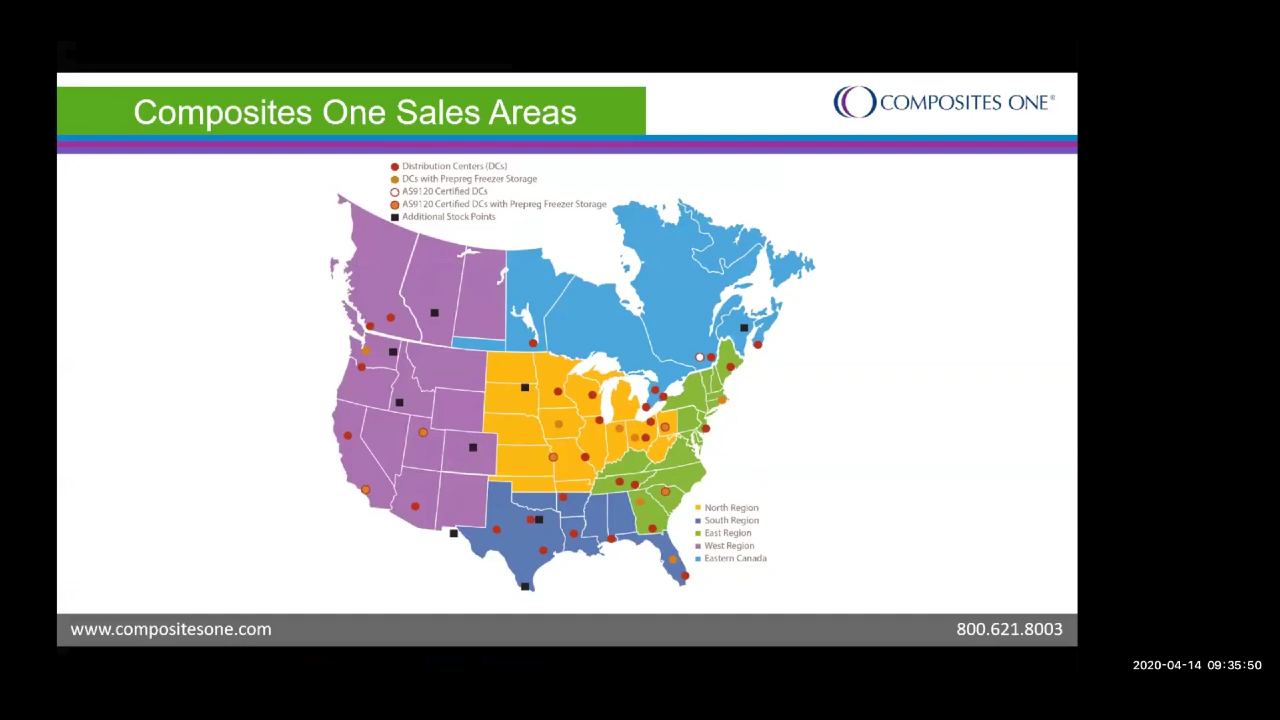 Composites One Sales Areas
COMPOSITES ONE®
Distribution Centers (DCs)
DCs with Prepreg Freezer Storage
AS9120 Certified DCs
AS9120 Certified DCs with Prepreg Freezer Storage
Additional Stock Points
North Region
South Region
East Region
West Region
Eastern Canada
www.compositesone.com
800.621.8003
2020-04-14 09:35:50